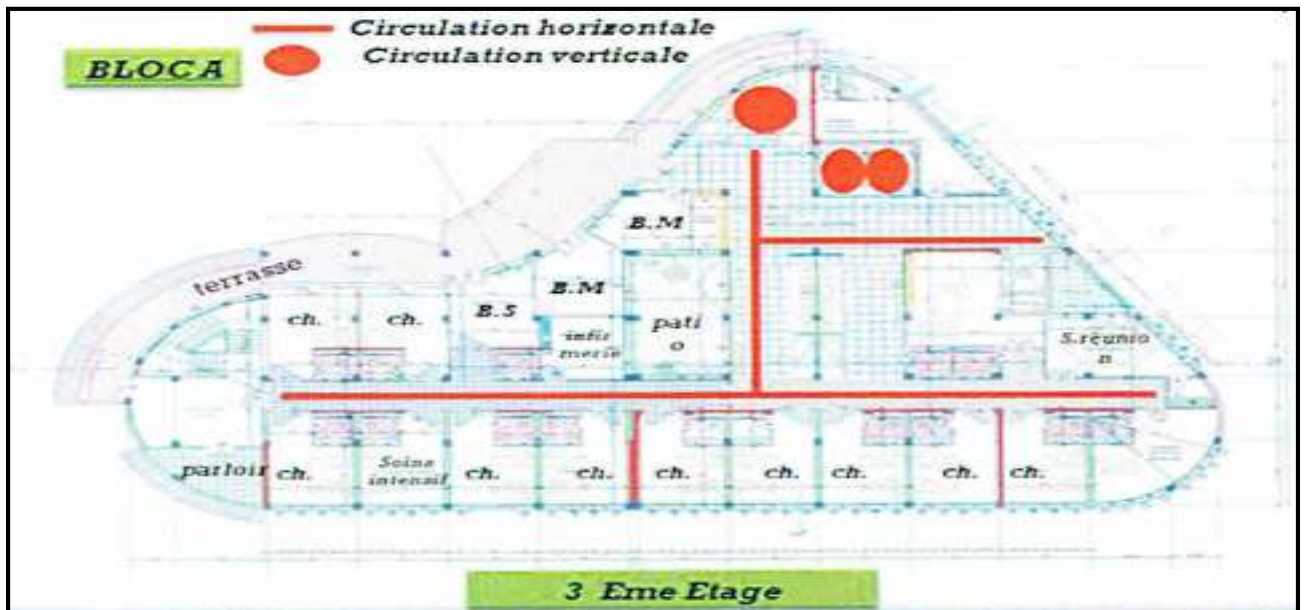 Circulation horizontale
Circulation verticale
BLOCA
B.M
terrasse
B.M
B.S
ch.
ch.
pati
o
infir
merie
S.réunio
n
parloir
ch.
Soins
intensif
ch.
ch.
ch.
ch.
ch.
ch.
ch.
3 Eme Etage